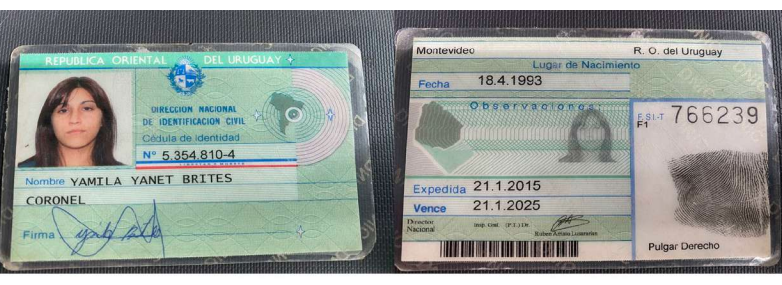 REPUBLICA ORIENTAL DEL URUGUAY
DIRECCION NACIONAL
DE IDENTIFICACION CIVIL
Cédula de identidad
Nº 5.354.810-4
Nombre YAMILA YANET BRITES
CORONEL
Firma
Montevideo R. O. del Uruguay
Lugar de Nacimiento
Fecha 18.4.1993
Observaciones:
F1
766239
Expedida 21.1.2015
Vence 21.1.2025
Director
Nacional
Pulgar Derecho